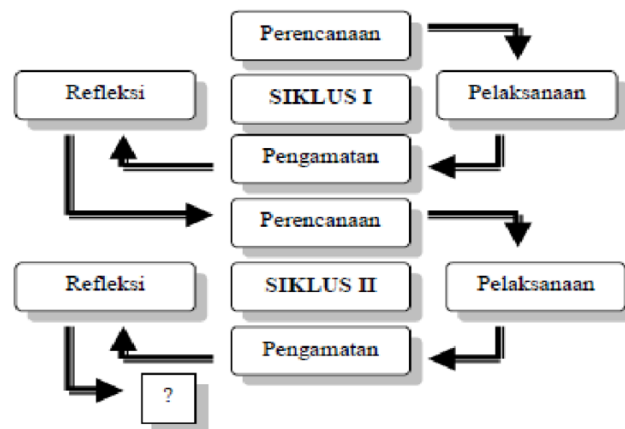 Perencanaan
Refleksi
SIKLUS I
Pelaksanaan
Pengamatan
Perencanaan
Refleksi
SIKLUS II
Pelaksanaan
Pengamatan
?